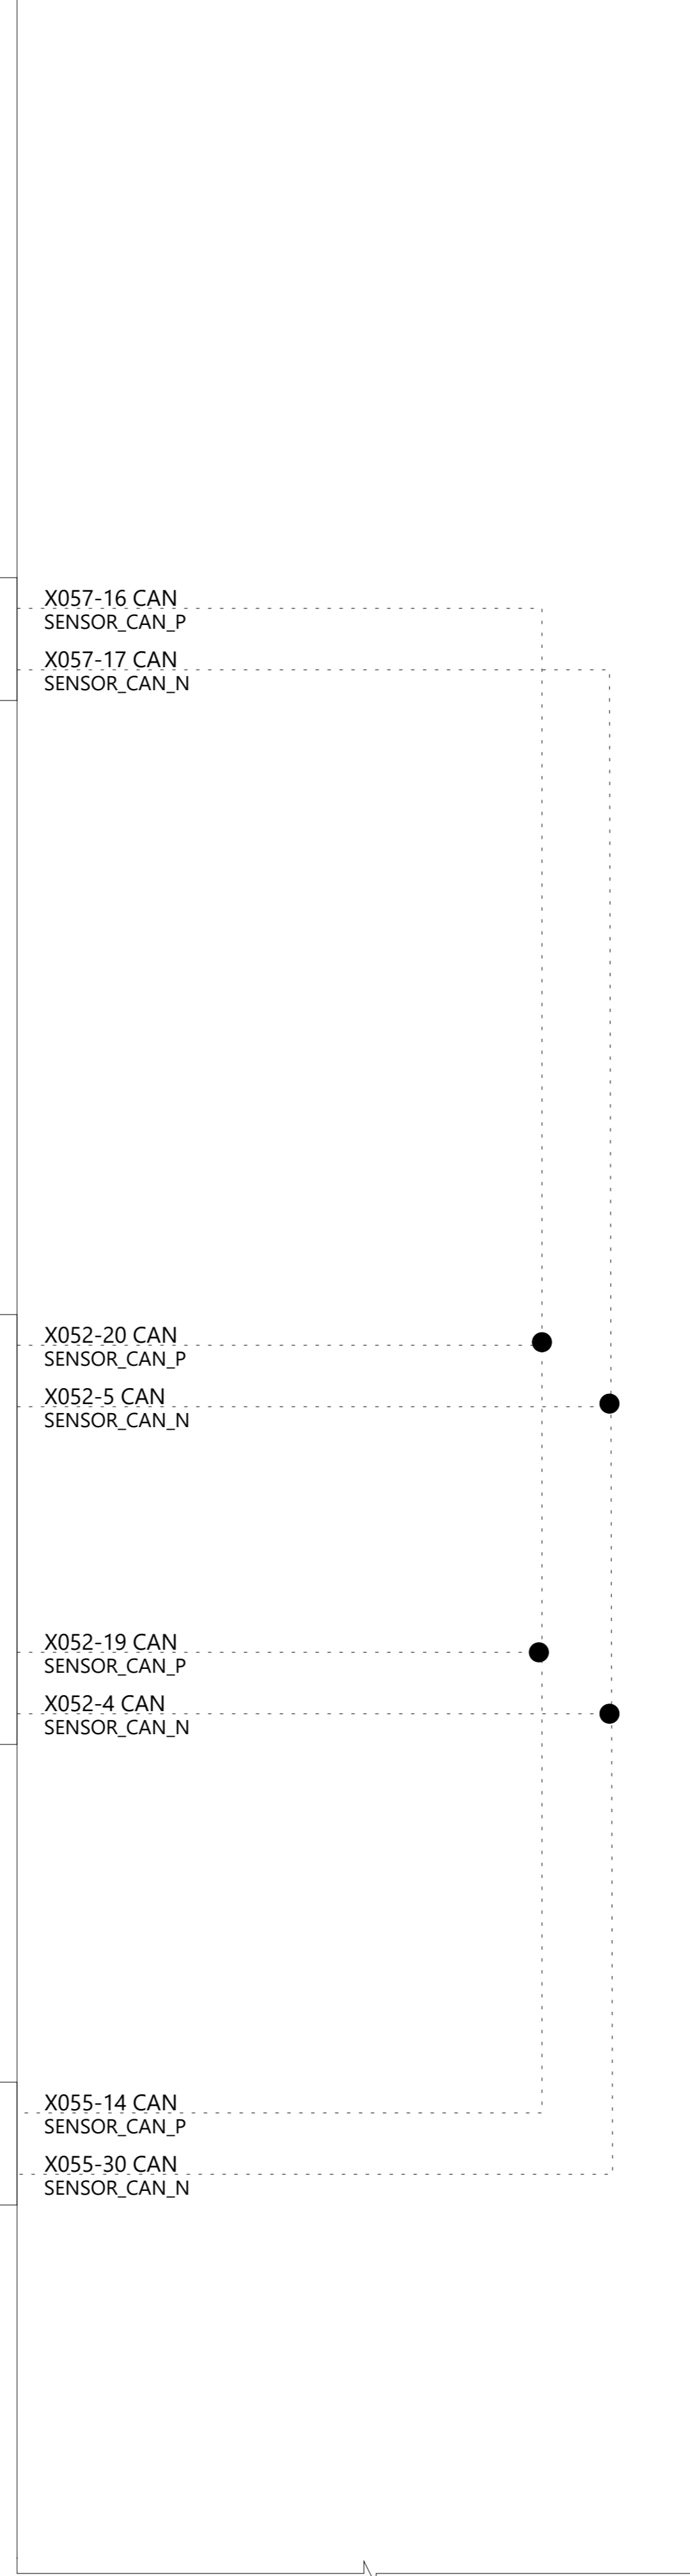 X057-16 CAN
SENSOR_CAN_P
X057-17 CAN
SENSOR_CAN_N
X052-20 CAN
SENSOR_CAN_P
X052-5 CAN
SENSOR_CAN_N
X052-19 CAN
SENSOR_CAN_P
X052-4 CAN
SENSOR_CAN_N
X055-14 CAN
SENSOR_CAN_P
X055-30 CAN
SENSOR_CAN_N